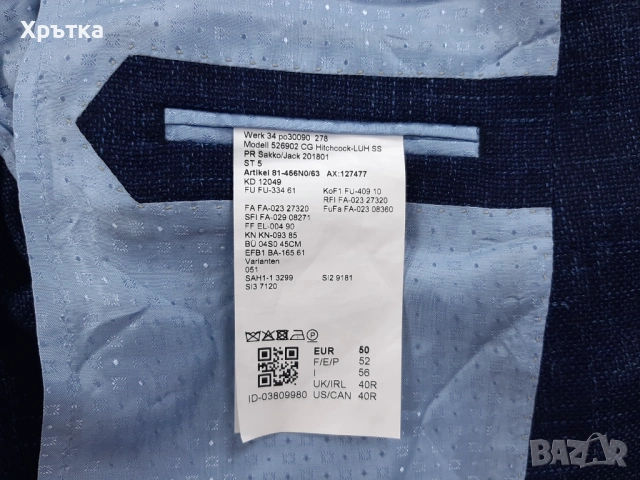 Хрътка
Werk 34 po30090 278
Modell 526902 CG Hitchcock-LUH SS
PR Sakko/Jack 201801
ST 5
Artikel 81-456N0/63 AX:127477
KD 12049
FU FU-334 61 KoF1 FU-409 10
RFI FA-023 27320
FA FA-023 27320 FuFa FA-023 08360
SFI FA-029 08271
FF EL-004 90
KN KN-093 85
BÜ 04S0 45CM
EFB1 BA-165 61
Varianten
051
SAH1-1 3299 SI2 9181
SI3 7120
EUR 50
F/E/P 52
I 56
UK/IRL 40R
US/CAN 40R
ID-03809980
BAZAR